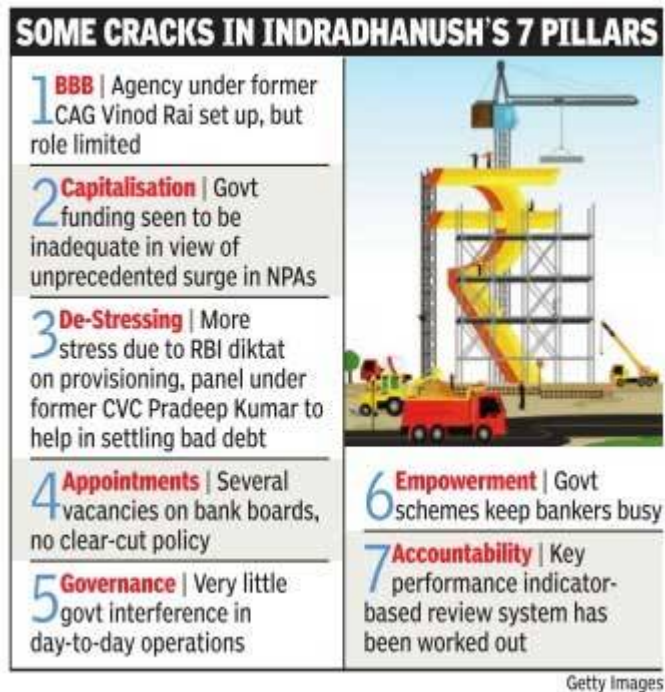 SOME CRACKS IN INDRADHANUSH'S 7 PILLARS
1 BBB | Agency under former
CAG Vinod Rai set up, but
role limited
2 Capitalisation | Govt
funding seen to be
inadequate in view of
unprecedented surge in NPAs
3 De-Stressing | More
stress due to RBI diktat
on provisioning, panel under
former CVC Pradeep Kumar to
help in settling bad debt
4 Appointments | Several
vacancies on bank boards,
no clear-cut policy
5 Governance | Very little
govt interference in
day-to-day operations
6 Empowerment | Govt
schemes keep bankers busy
7 Accountability | Key
performance indicator-
based review system has
been worked out
Getty Images